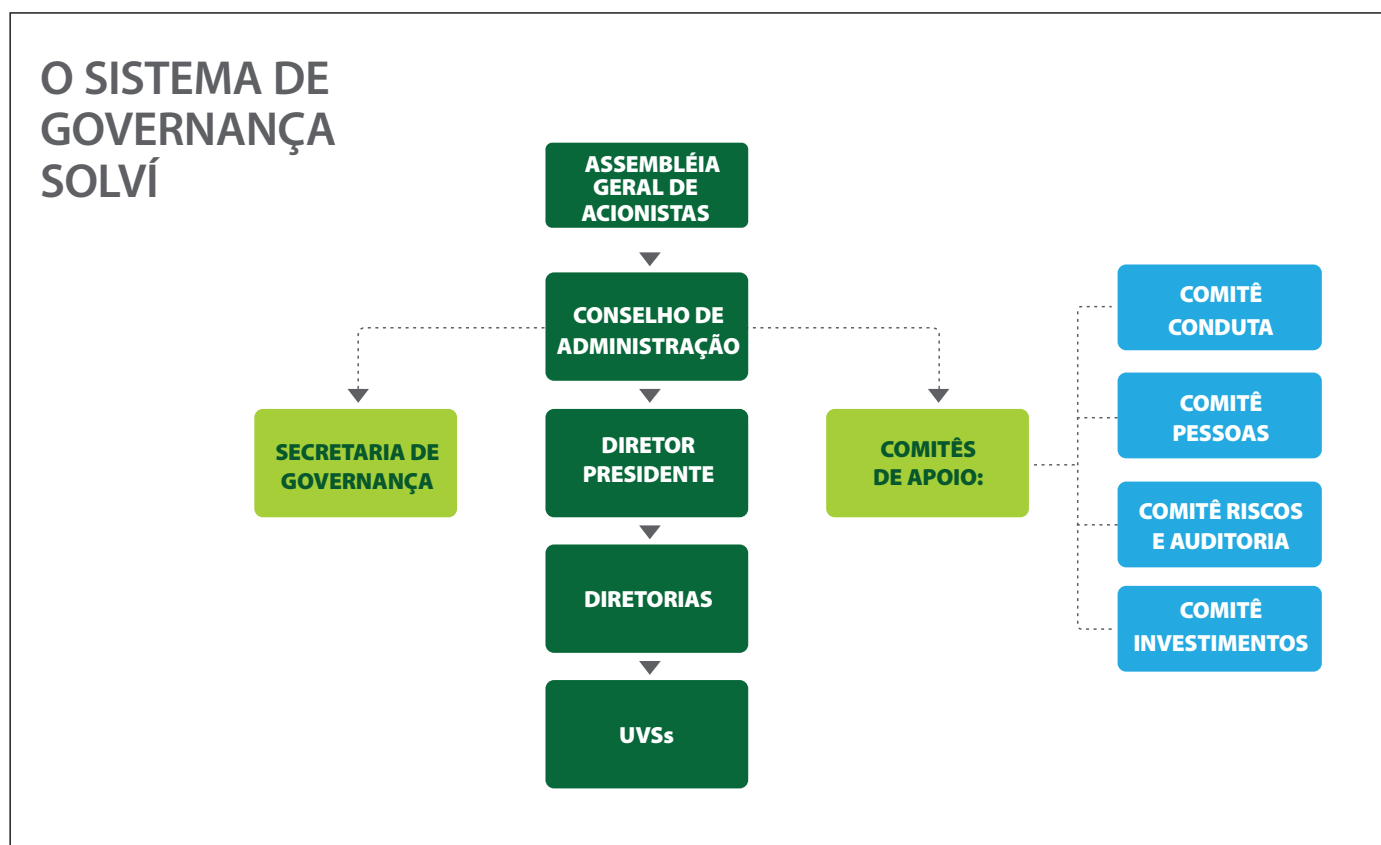 O SISTEMA DE
GOVERNANÇA
SOLVÍ
ASSEMBLÉIA
GERAL DE
ACIONISTAS
CONSELHO DE
ADMINISTRAÇÃO
SECRETARIA DE
GOVERNANÇA
DIRETOR
PRESIDENTE
COMITÊS
DE APOIO:
COMITÊ
CONDUTA
COMITÊ
PESSOAS
COMITÊ RISCOS
E AUDITORIA
COMITÊ
INVESTIMENTOS
DIRETORIAS
UVSs